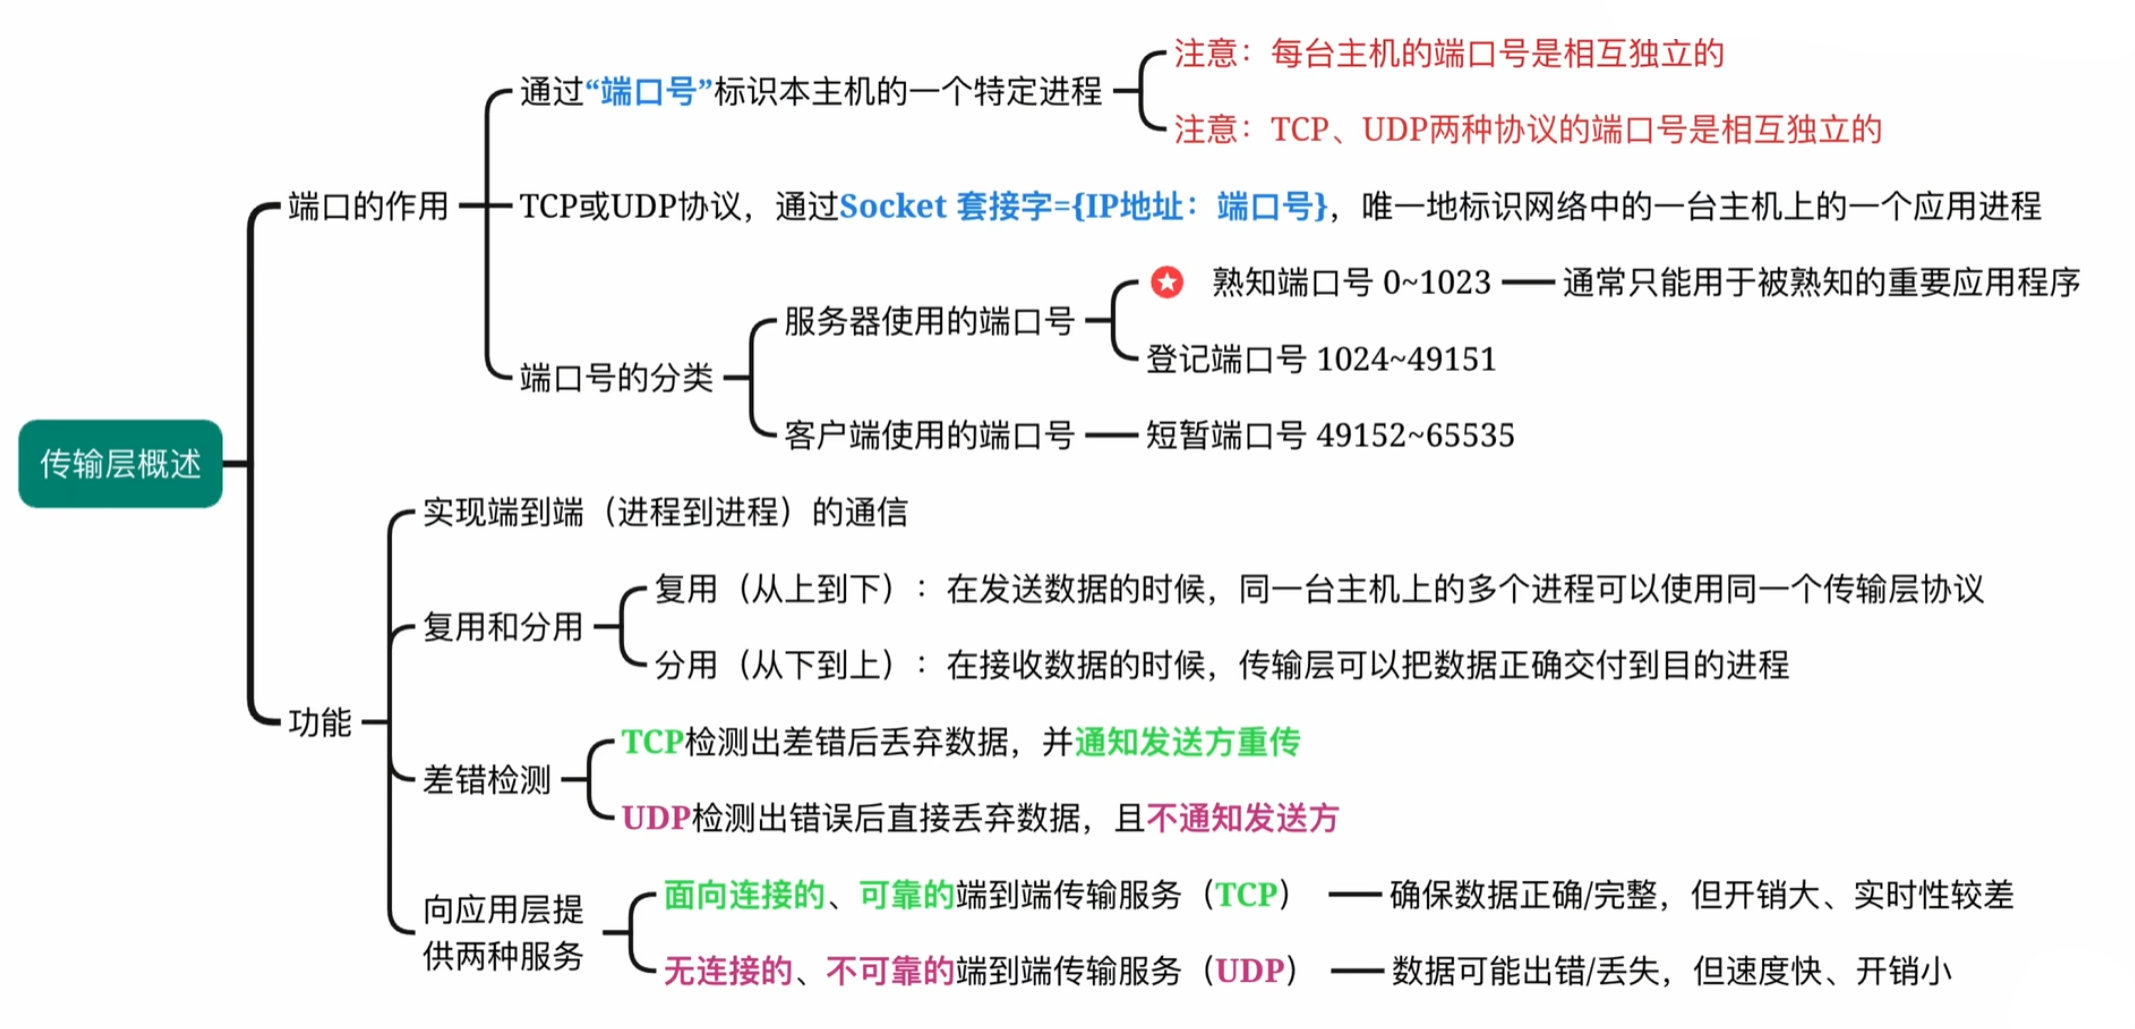 注意：每台主机的端口号是相互独立的
通过“端口号”标识本主机的一个特定进程
注意：TCP、UDP两种协议的端口号是相互独立的
端口的作用
TCP或UDP协议，通过Socket 套接字={IP地址：端口号}，唯一地标识网络中的一台主机上的一个应用进程
熟知端口号 0~1023
通常只能用于被熟知的重要应用程序
服务器使用的端口号
登记端口号 1024~49151
端口号的分类
客户端使用的端口号
短暂端口号 49152~65535
传输层概述
实现端到端（进程到进程）的通信
复用（从上到下）：在发送数据的时候，同一台主机上的多个进程可以使用同一个传输层协议
复用和分用
分用（从下到上）：在接收数据的时候，传输层可以把数据正确交付到目的进程
功能
TCP检测出差错后丢弃数据，并通知发送方重传
差错检测
UDP检测出错误后直接丢弃数据，且不通知发送方
面向连接的、可靠的端到端传输服务（TCP）
确保数据正确/完整，但开销大、实时性较差
向应用层提
供两种服务
无连接的、不可靠的端到端传输服务（UDP）
数据可能出错/丢失，但速度快、开销小